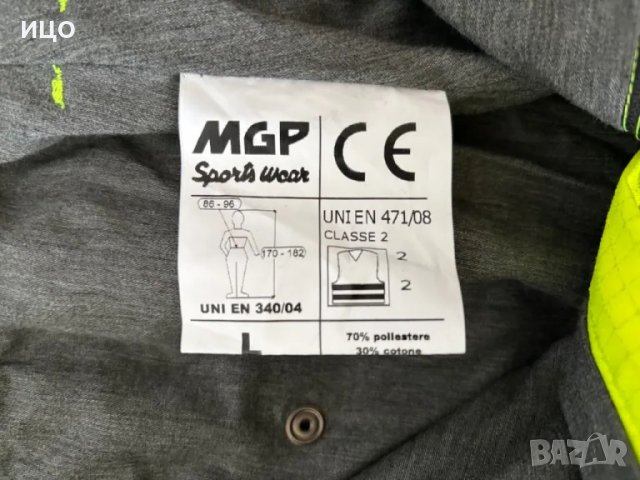 ицо
MGP
Sports Wear
CE
86 - 96
170 - 182
UNI EN 340/04
UNI EN 471/08
CLASSE 2
2
2
L
70% poliestere
30% cotone
BAZAR